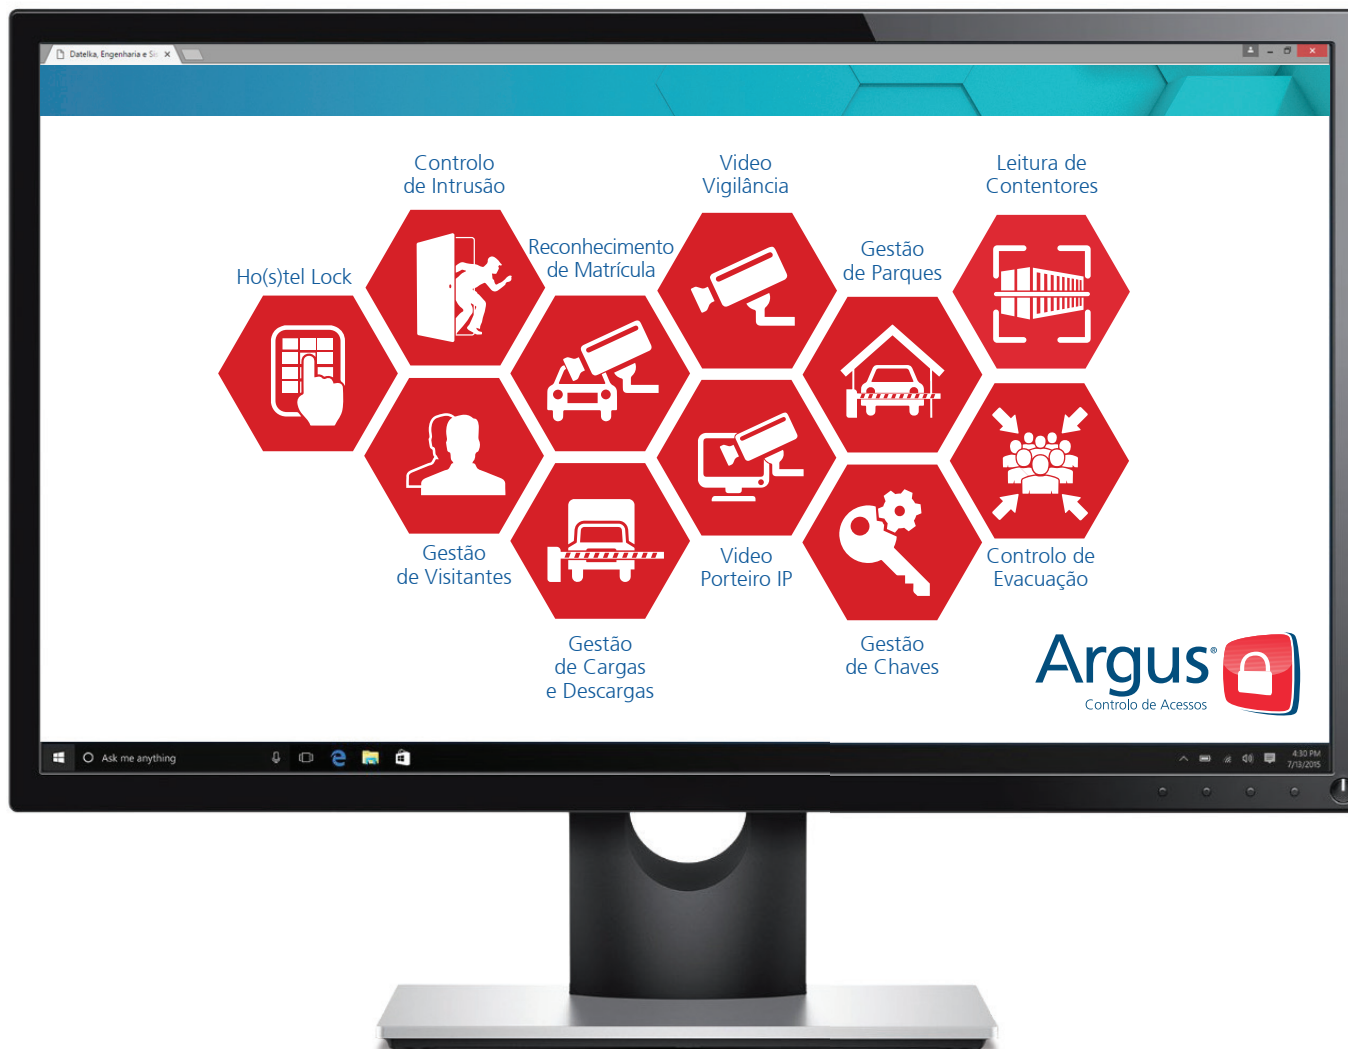 Datelka, Engenharia e Se
Controlo
de Intrusão
Video
Vigilância
Leitura de
Contentores
Reconhecimento
de Matrícula
Gestão
de Parques
Ho(s)tel Lock
Gestão
de Visitantes
Video
Porteiro IP
Controlo de
Evacuação
Gestão
de Cargas
e Descargas
Gestão
de Chaves
Argus®
Controlo de Acessos
Ask me anything
4:30 PM
7/13/2015